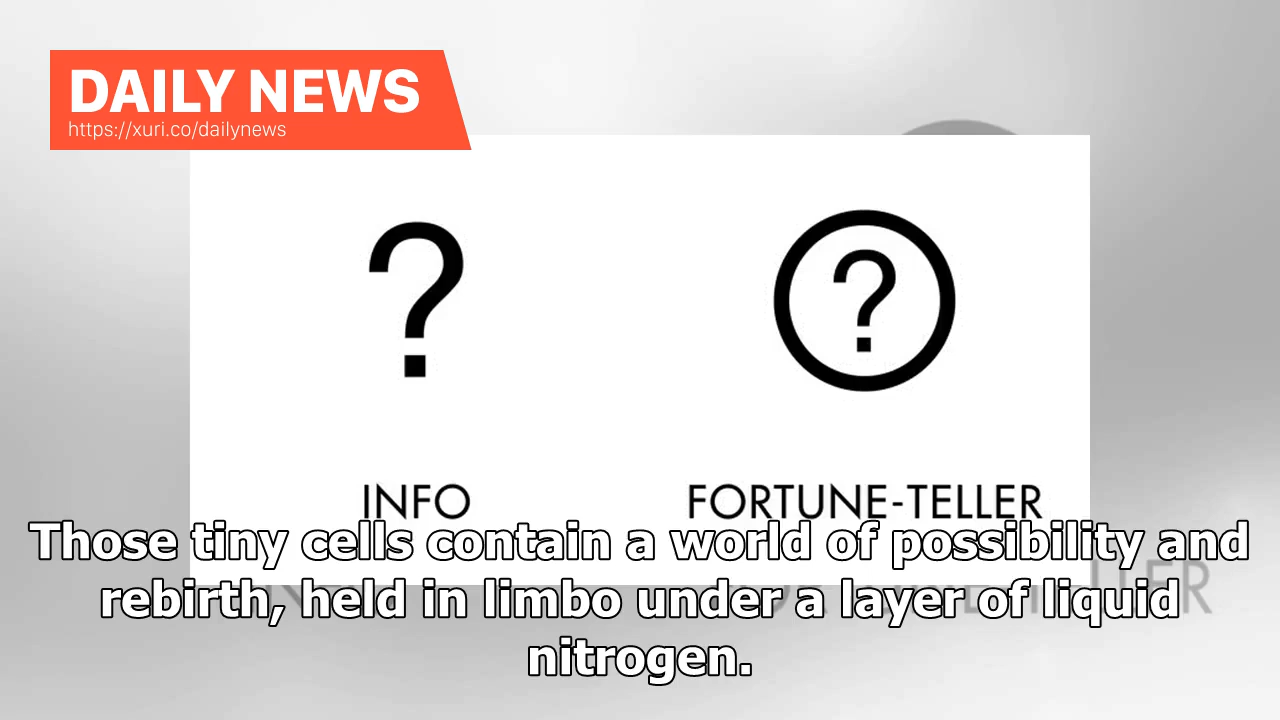 DAILY NEWS
https://xuri.co/dailynews
?
?
INFO
FORTUNE-TELLER
Those tiny cells contain a world of possibility and
rebirth, held in limbo under a layer of liquid
nitrogen.